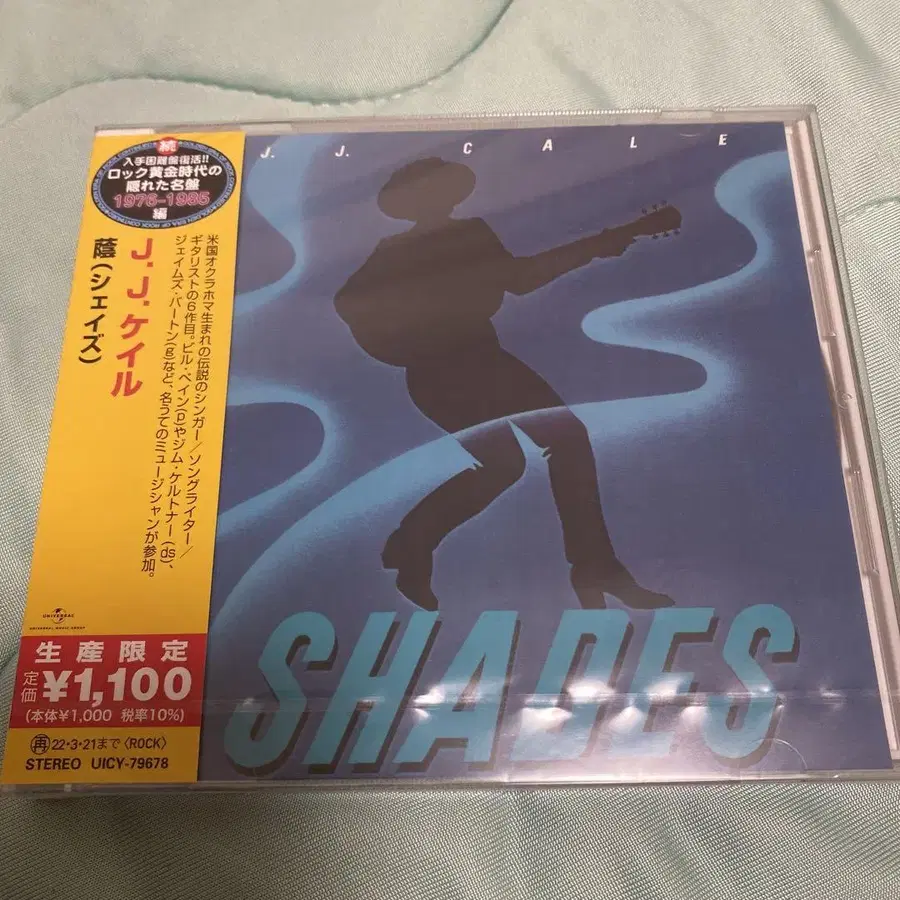 続
入手困難盤復活!!
ロック黄金時代の
隠れた名盤
1976-1985
編
J.J.ケイル
蔭(シェイズ)
米国オクラホマ生まれの伝説のシンガー/ソングライター/
ギタリストの6作目。ビル・ペイン(p)やジム・ケルトナー(ds)、
ジェイムズ・バートン(g)など、名うてのミュージシャンが参加。
UNIVERSAL
UNIVERSAL MUSIC GROUP
生産限定
定価 ¥1,100
(本体¥1,000 税率10%)
再 22・3・21まで〈ROCK〉
STEREO UICY-79678
J. J. CALE
SHADES